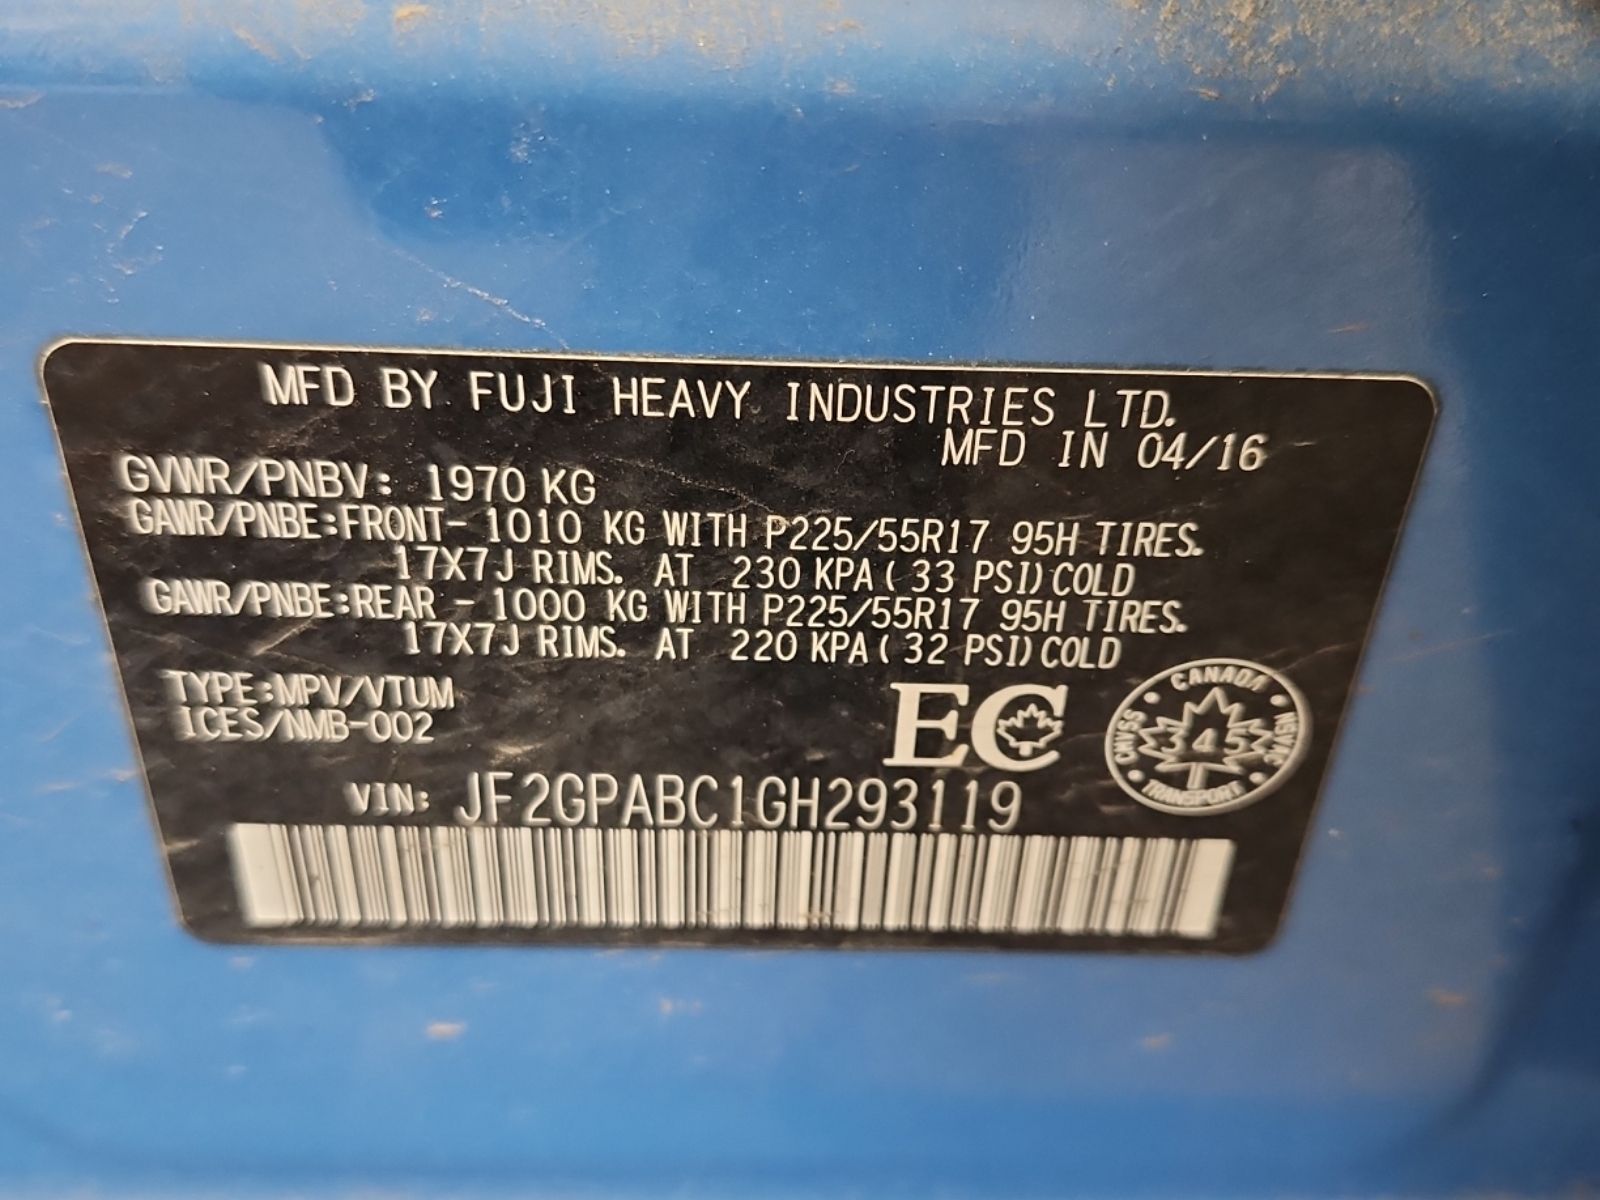 MFD BY FUJI HEAVY INDUSTRIES LTD.
MFD IN 04/16
GVWR/PNBV: 1970 KG
GAWR/PNBE:FRONT- 1010 KG WITH P225/55R17 95H TIRES.
17X7J RIMS. AT 230 KPA( 33 PSI)COLD
GAWR/PNBE:REAR - 1000 KG WITH P225/55R17 95H TIRES.
17X7J RIMS. AT 220 KPA( 32 PSI)COLD
TYPE:MPV/VTUM
ICES/NMB-002
EC
CANADA
CMVSS
345
NSVAC
TRANSPORT
VIN: JF2GPABC1GH293119